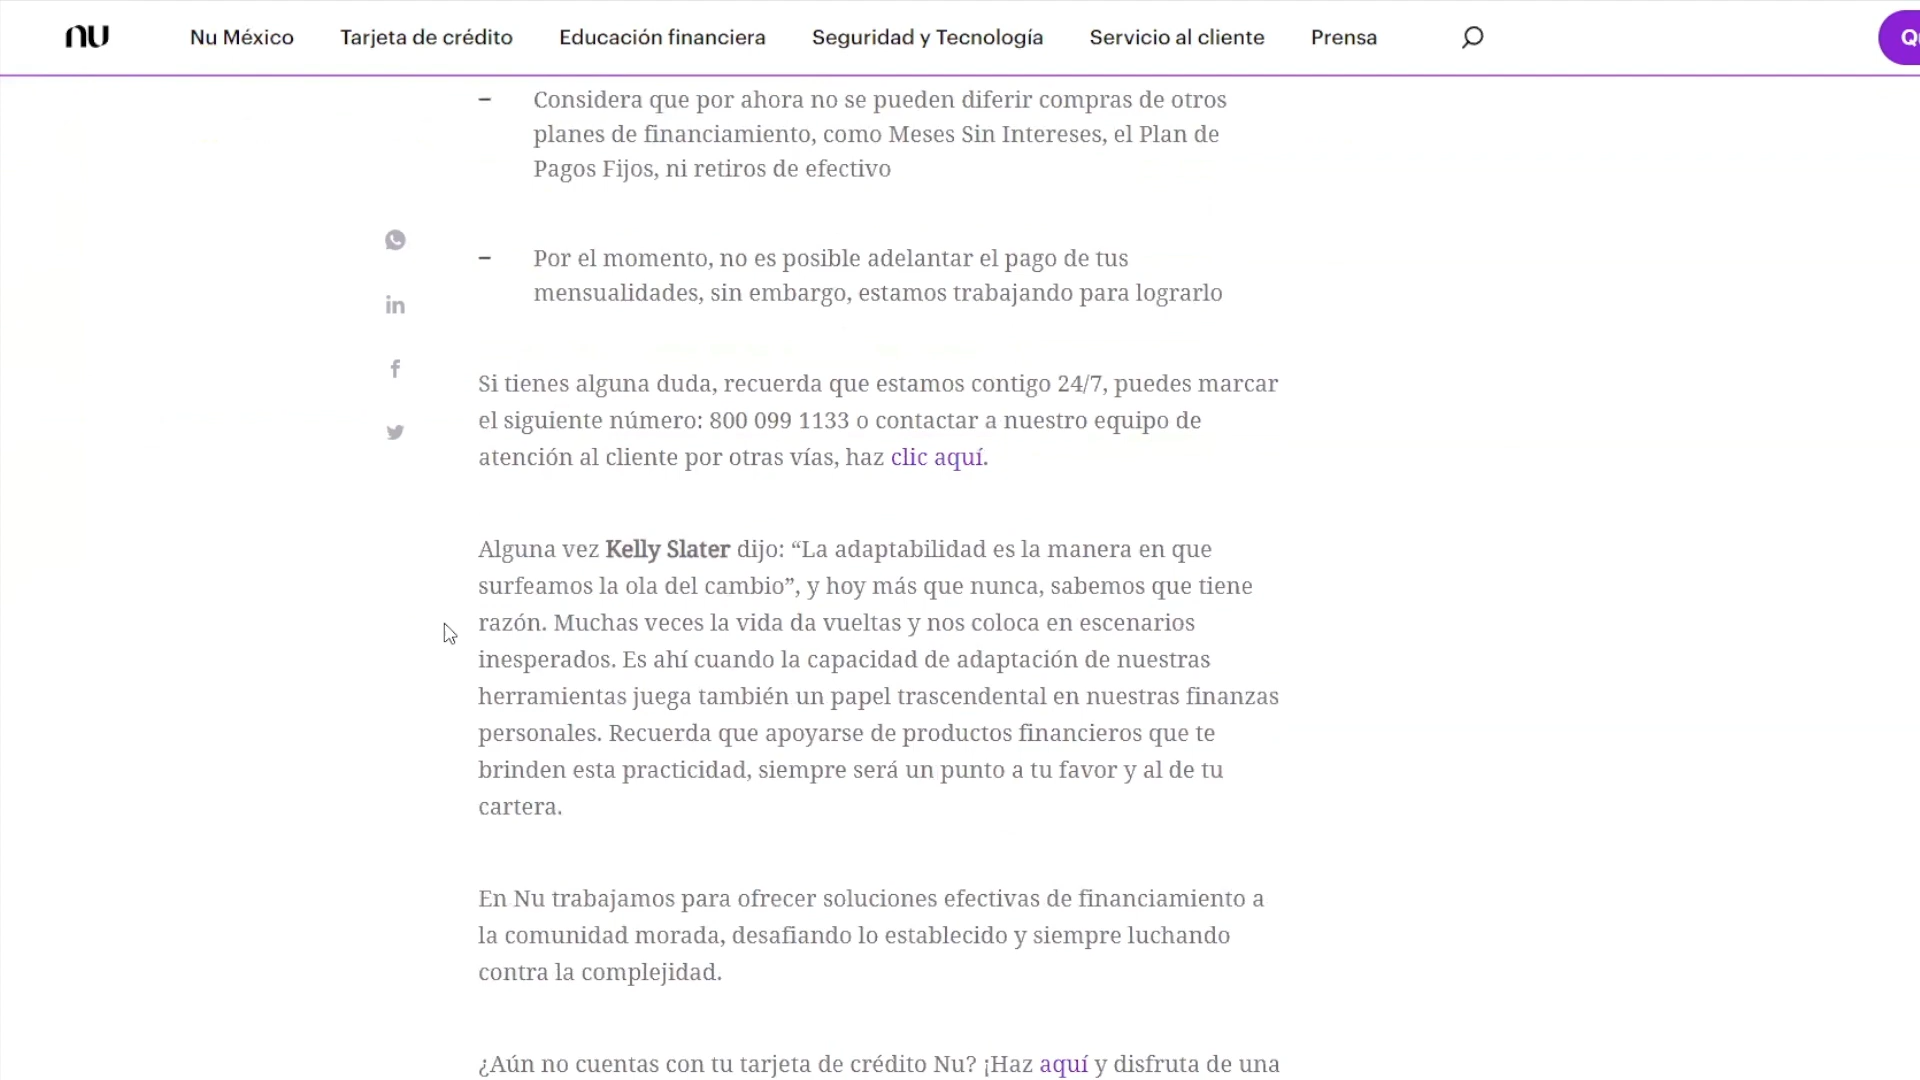 nu Nu México Tarjeta de crédito Educación financiera Seguridad y Tecnología Servicio al cliente Prensa
– Considera que por ahora no se pueden diferir compras de otros
planes de financiamiento, como Meses Sin Intereses, el Plan de
Pagos Fijos, ni retiros de efectivo
– Por el momento, no es posible adelantar el pago de tus
mensualidades, sin embargo, estamos trabajando para lograrlo
Si tienes alguna duda, recuerda que estamos contigo 24/7, puedes marcar
el siguiente número: 800 099 1133 o contactar a nuestro equipo de
atención al cliente por otras vías, haz clic aquí.
Alguna vez Kelly Slater dijo: “La adaptabilidad es la manera en que
surfeamos la ola del cambio”, y hoy más que nunca, sabemos que tiene
razón. Muchas veces la vida da vueltas y nos coloca en escenarios
inesperados. Es ahí cuando la capacidad de adaptación de nuestras
herramientas juega también un papel trascendental en nuestras finanzas
personales. Recuerda que apoyarse de productos financieros que te
brinden esta practicidad, siempre será un punto a tu favor y al de tu
cartera.
En Nu trabajamos para ofrecer soluciones efectivas de financiamiento a
la comunidad morada, desafiando lo establecido y siempre luchando
contra la complejidad.
¿Aún no cuentas con tu tarjeta de crédito Nu? ¡Haz aquí y disfruta de una